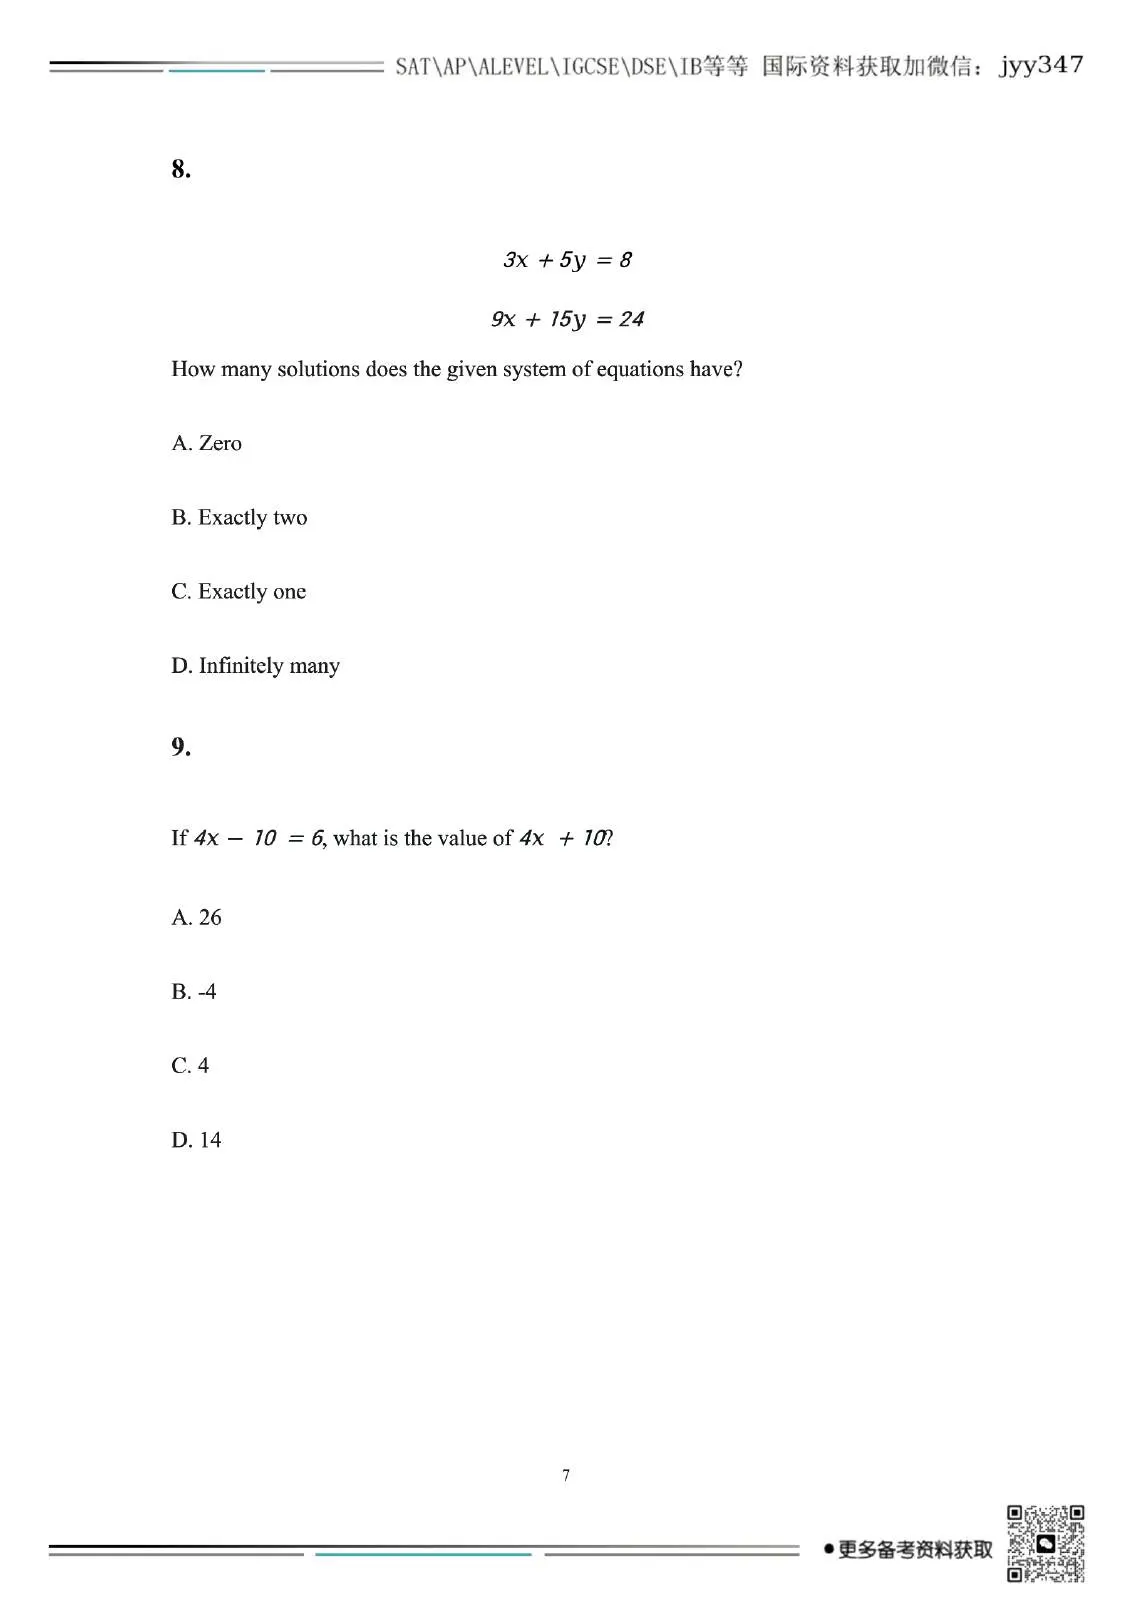 SAT\AP\ALEVEL\IGCSE\DSE\IB等等 国际资料获取加微信：jyy347
8.
3x + 5y = 8
9x + 15y = 24
How many solutions does the given system of equations have?
A. Zero
B. Exactly two
C. Exactly one
D. Infinitely many
9.
If 4x − 10 = 6, what is the value of 4x + 10?
A. 26
B. -4
C. 4
D. 14
7
●更多备考资料获取